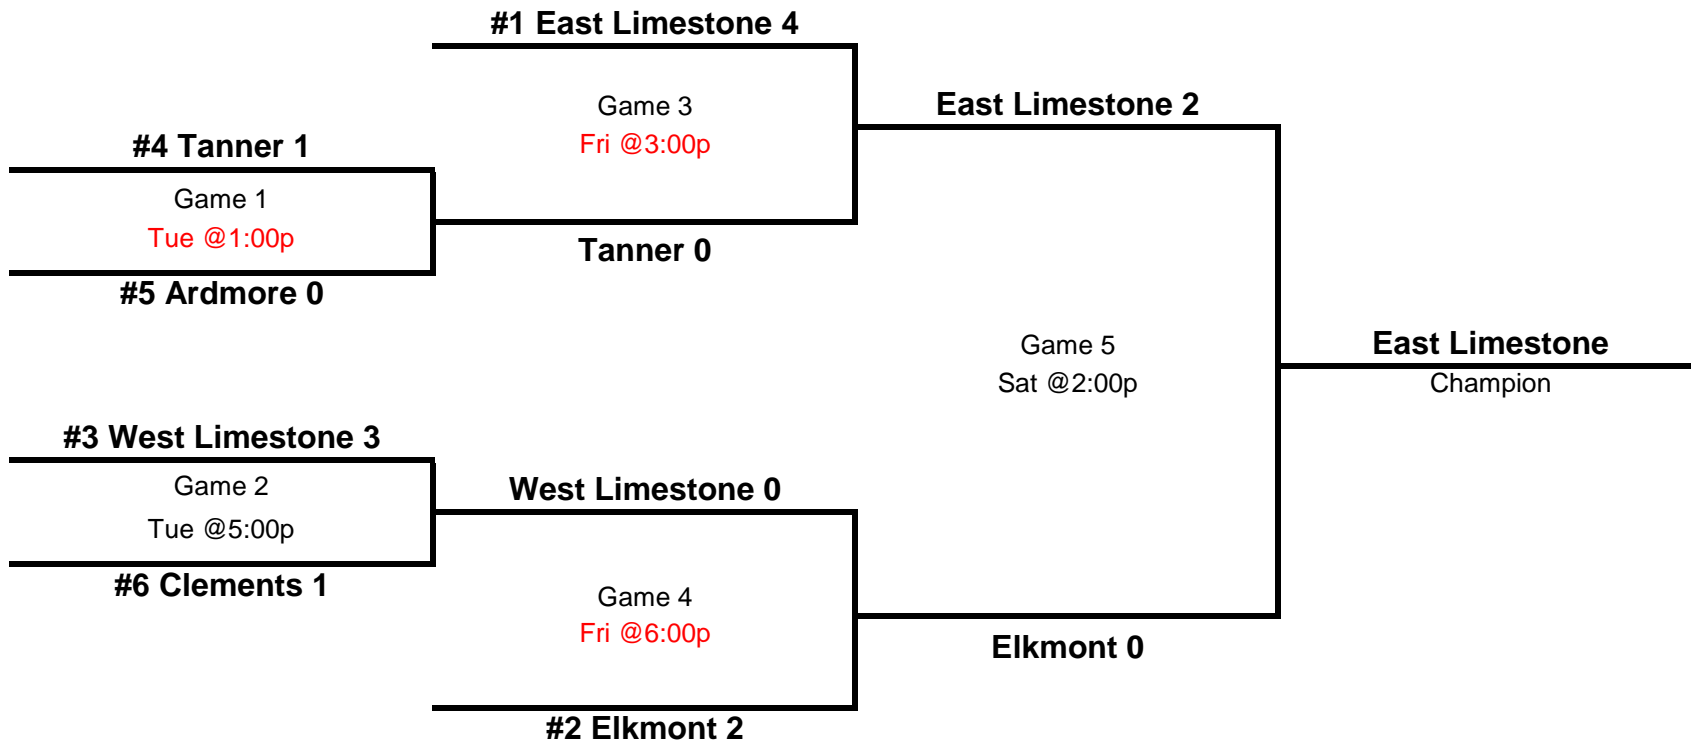 #1 East Limestone 4
Game 3
Fri @3:00p
East Limestone 2
#4 Tanner 1
Game 1
Tue @1:00p
Tanner 0
#5 Ardmore 0
Game 5
Sat @2:00p
East Limestone
Champion
#3 West Limestone 3
Game 2
Tue @5:00p
West Limestone 0
#6 Clements 1
Game 4
Fri @6:00p
Elkmont 0
#2 Elkmont 2